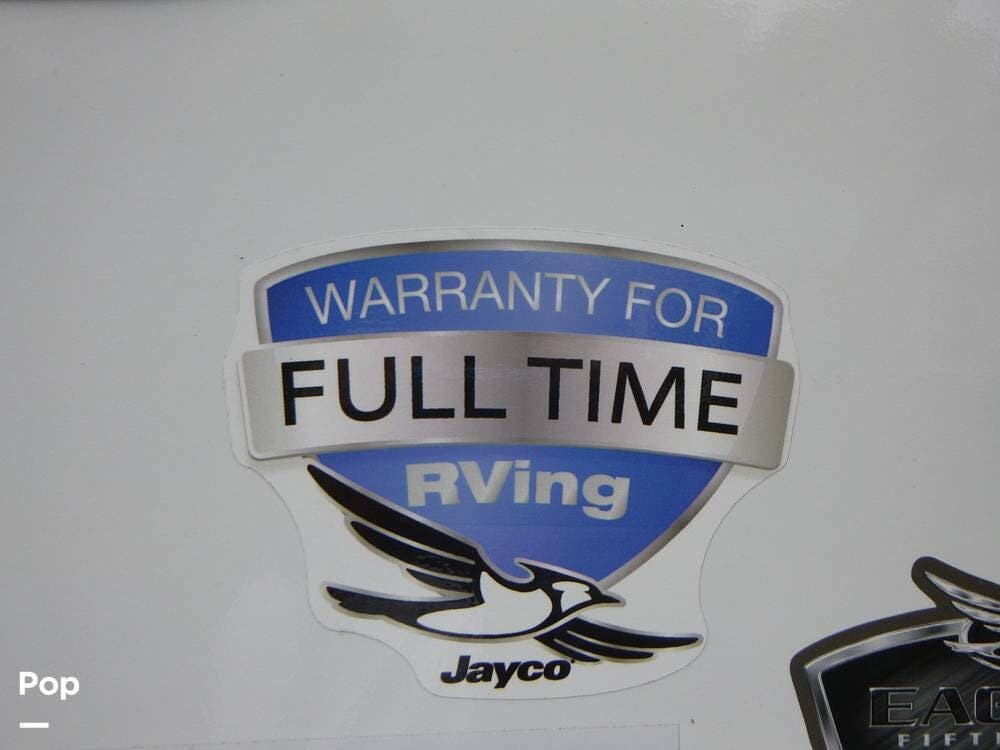 WARRANTY FOR
FULL TIME
RVing
Jayco
Pop